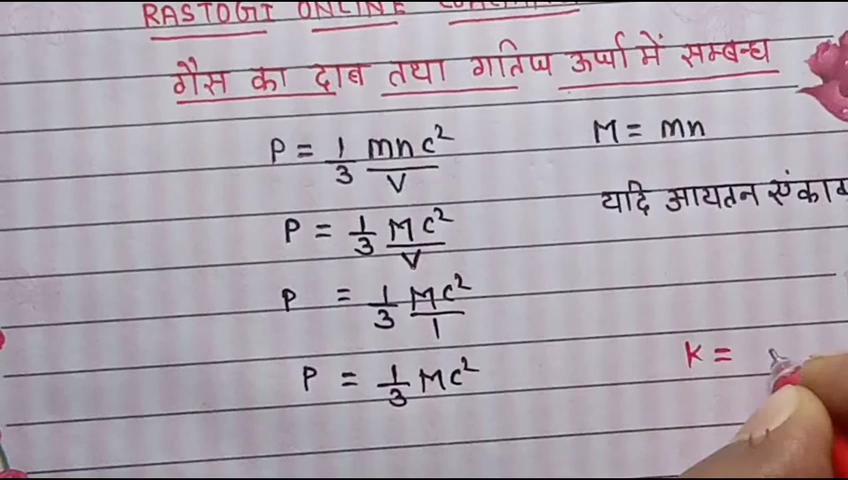 RASTOGI ONLINE
गैस का दाब तथा गतिज ऊर्जा में सम्बन्ध
P = 1/3 mnc²/V
M = mn
यदि आयतन
P = 1/3 Mc²/V
P = 1/3 Mc²/1
K =
P = 1/3 Mc²